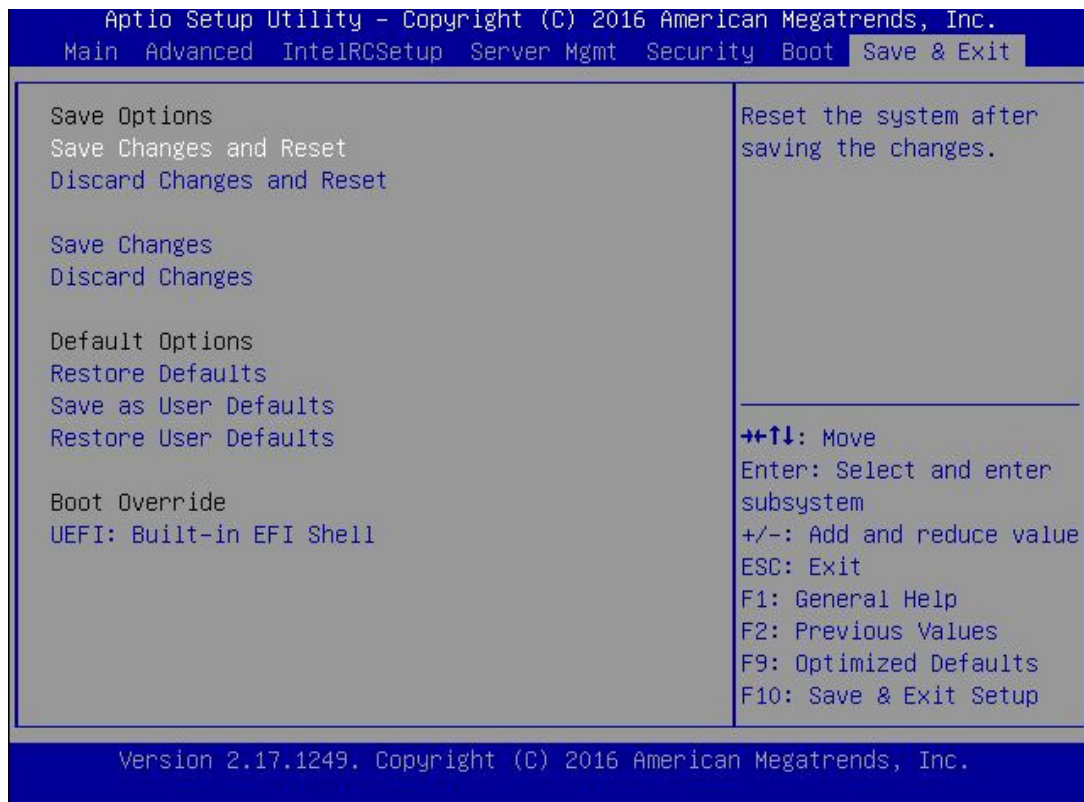 Aptio Setup Utility – Copyright (C) 2016 American Megatrends, Inc.
Main Advanced IntelRCSetup Server Mgmt Security Boot Save & Exit
Save Options
Save Changes and Reset
Discard Changes and Reset
Save Changes
Discard Changes
Default Options
Restore Defaults
Save as User Defaults
Restore User Defaults
Boot Override
UEFI: Built-in EFI Shell
Reset the system after
saving the changes.
→←↑↓: Move
Enter: Select and enter
subsystem
+/-: Add and reduce value
ESC: Exit
F1: General Help
F2: Previous Values
F9: Optimized Defaults
F10: Save & Exit Setup
Version 2.17.1249. Copyright (C) 2016 American Megatrends, Inc.